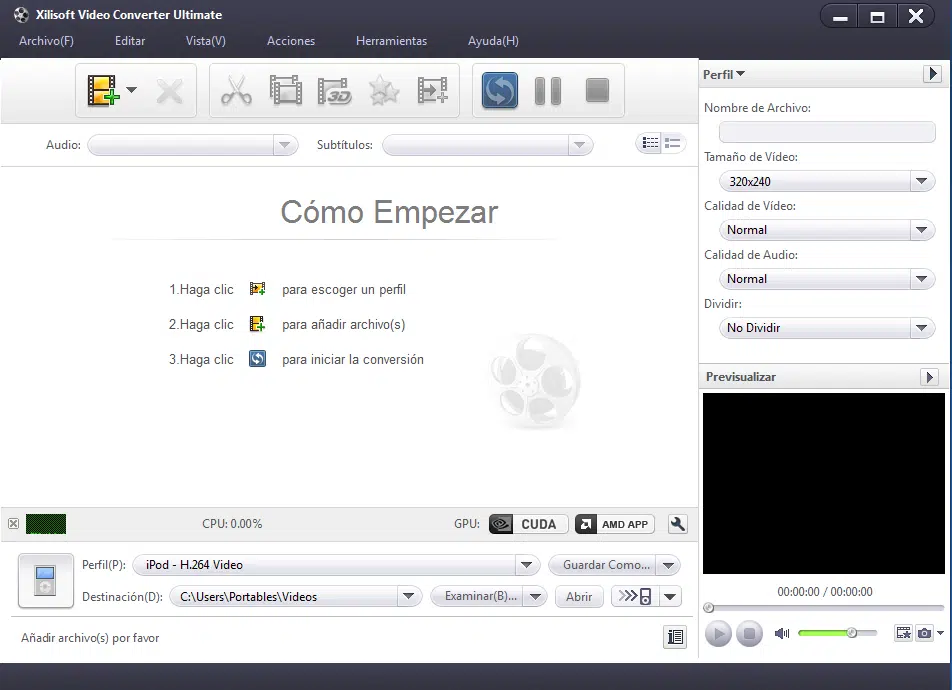 Xilisoft Video Converter Ultimate
Archivo(F) Editar Vista(V) Acciones Herramientas Ayuda(H)
3D
Audio: Subtítulos:
Cómo Empezar
1.Haga clic para escoger un perfil
2.Haga clic para añadir archivo(s)
3.Haga clic para iniciar la conversión
CPU: 0.00% GPU: CUDA AMD APP
Perfil(P): iPod - H.264 Video Guardar Como...
Destinación(D): C:\Users\Portables\Videos Examinar(B)... Abrir
Añadir archivo(s) por favor
Perfil
Nombre de Archivo:
Tamaño de Vídeo:
320x240
Calidad de Vídeo:
Normal
Calidad de Audio:
Normal
Dividir:
No Dividir
Previsualizar
00:00:00 / 00:00:00